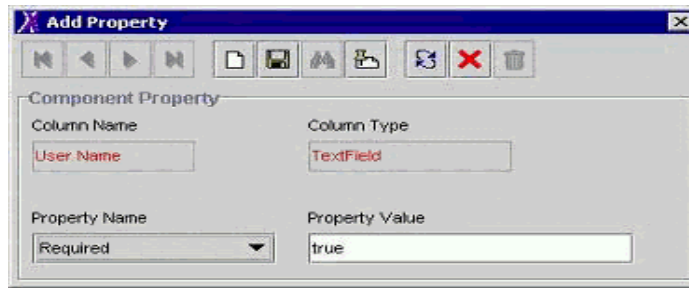 Add Property
Component Property
Column Name
Column Type
User Name
TextField
Property Name
Property Value
Required
true